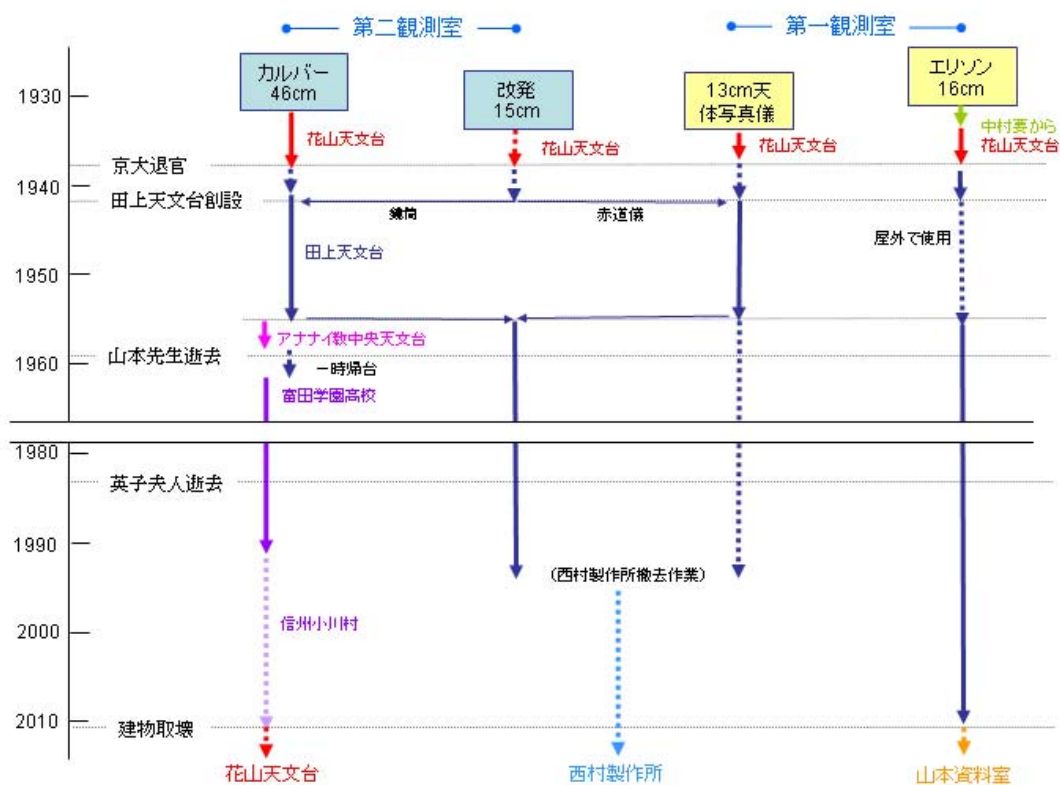 第二観測室
第一観測室
カルバー
46cm
改発
15cm
13cm天
体写真儀
エリソン
16cm
1930
花山天文台
花山天文台
花山天文台
中村要から
花山天文台
京大退官
1940
田上天文台創設
鏡筒
赤道儀
田上天文台
屋外で使用
1950
アナナイ教中央天文台
山本先生逝去
1960
一時帰台
富田学園高校
1980
英子夫人逝去
1990
(西村製作所撤去作業)
信州小川村
2000
2010
建物取壊
花山天文台
西村製作所
山本資料室